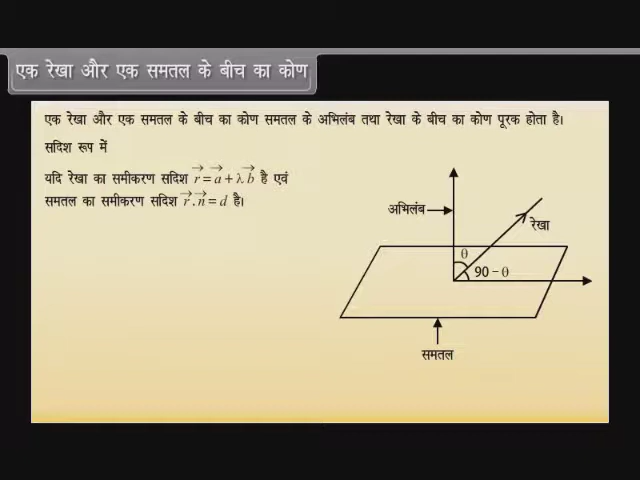 एक रेखा और एक समतल के बीच का कोण
एक रेखा और एक समतल के बीच का कोण समतल के अभिलंब तथा रेखा के बीच का कोण पूरक होता है।
सदिश रूप में
यदि रेखा का समीकरण सदिश r⃗ = a⃗ + λ b⃗ है एवं
समतल का समीकरण सदिश r⃗ . n⃗ = d है।
अभिलंब
रेखा
θ
90 − θ
समतल